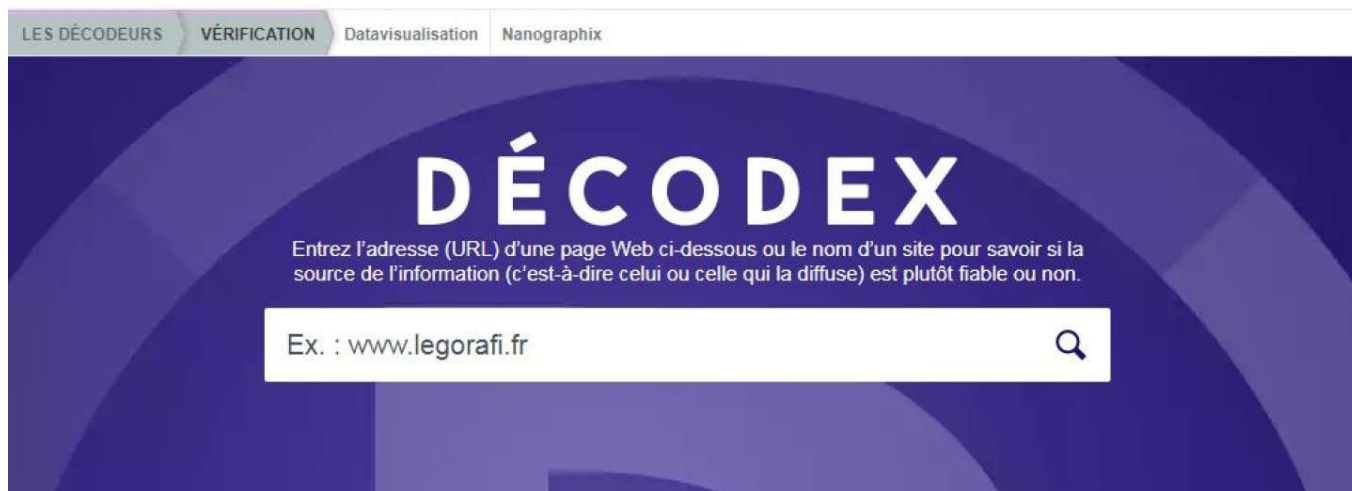 LES DÉCODEURS VÉRIFICATION Datavisualisation Nanographix
DÉCODEX
Entrez l’adresse (URL) d’une page Web ci-dessous ou le nom d’un site pour savoir si la
source de l’information (c’est-à-dire celui ou celle qui la diffuse) est plutôt fiable ou non.
Ex. : www.legorafi.fr